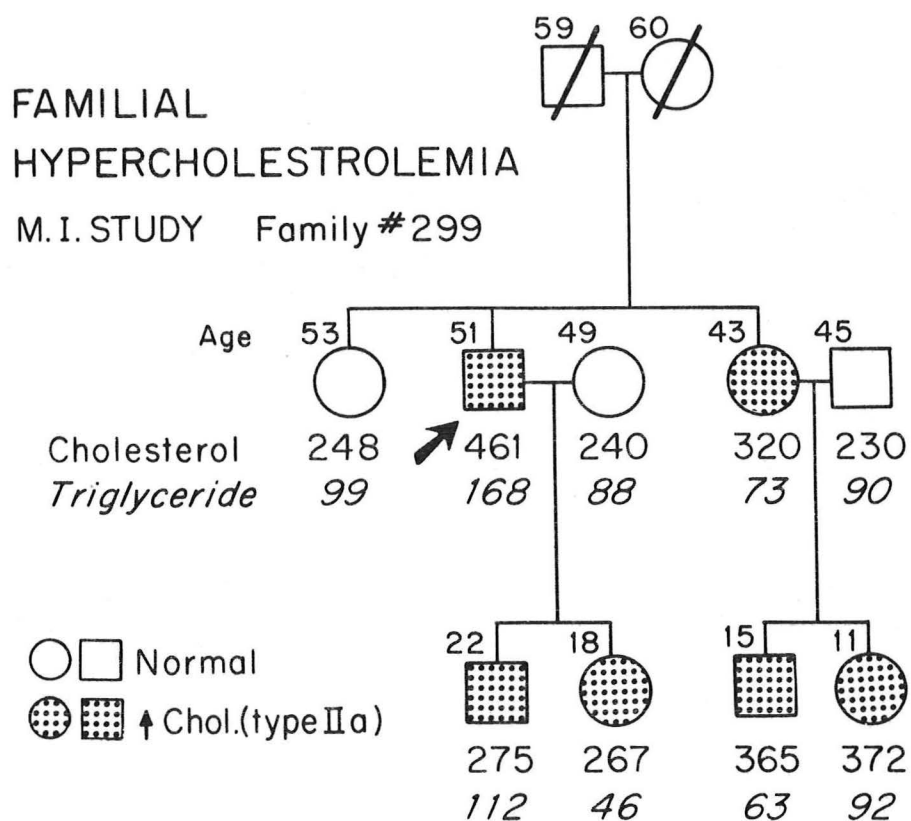 59 60
FAMILIAL
HYPERCHOLESTROLEMIA
M. I. STUDY Family #299
Age 53 51 49 43 45
Cholesterol 248 461 240 320 230
Triglyceride 99 168 88 73 90
22 18 15 11
Normal
↑ Chol. (type IIa)
275 267 365 372
112 46 63 92